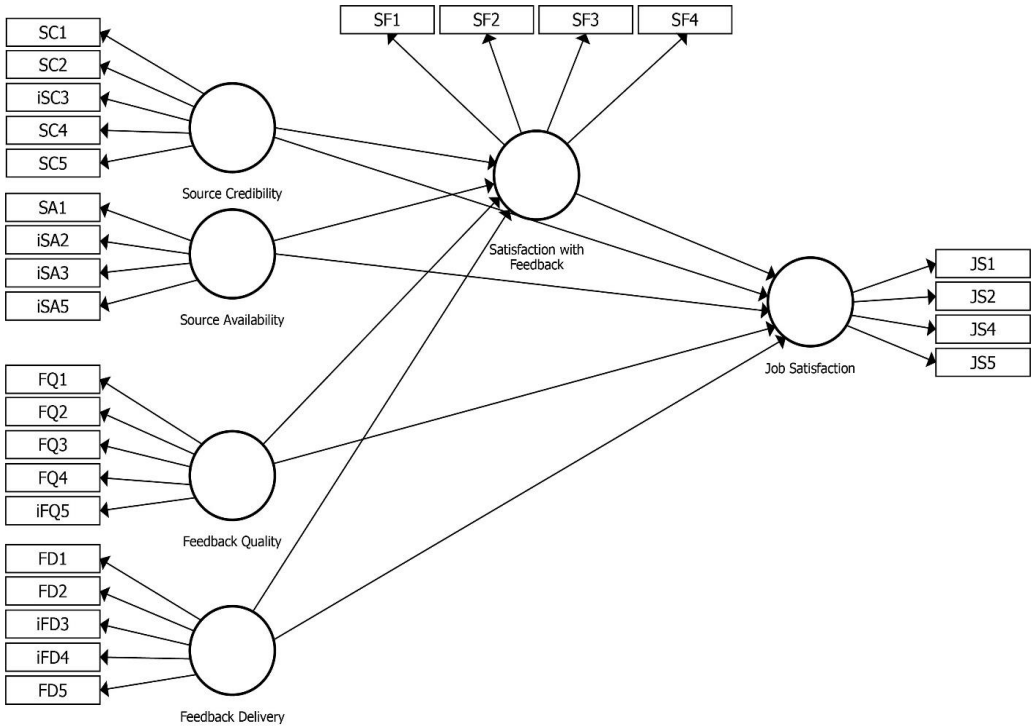 SC1
SC2
iSC3
SC4
SC5
Source Credibility
SA1
iSA2
iSA3
iSA5
Source Availability
FQ1
FQ2
FQ3
FQ4
iFQ5
Feedback Quality
FD1
FD2
iFD3
iFD4
FD5
Feedback Delivery
SF1
SF2
SF3
SF4
Satisfaction with
Feedback
JS1
JS2
JS4
JS5
Job Satisfaction